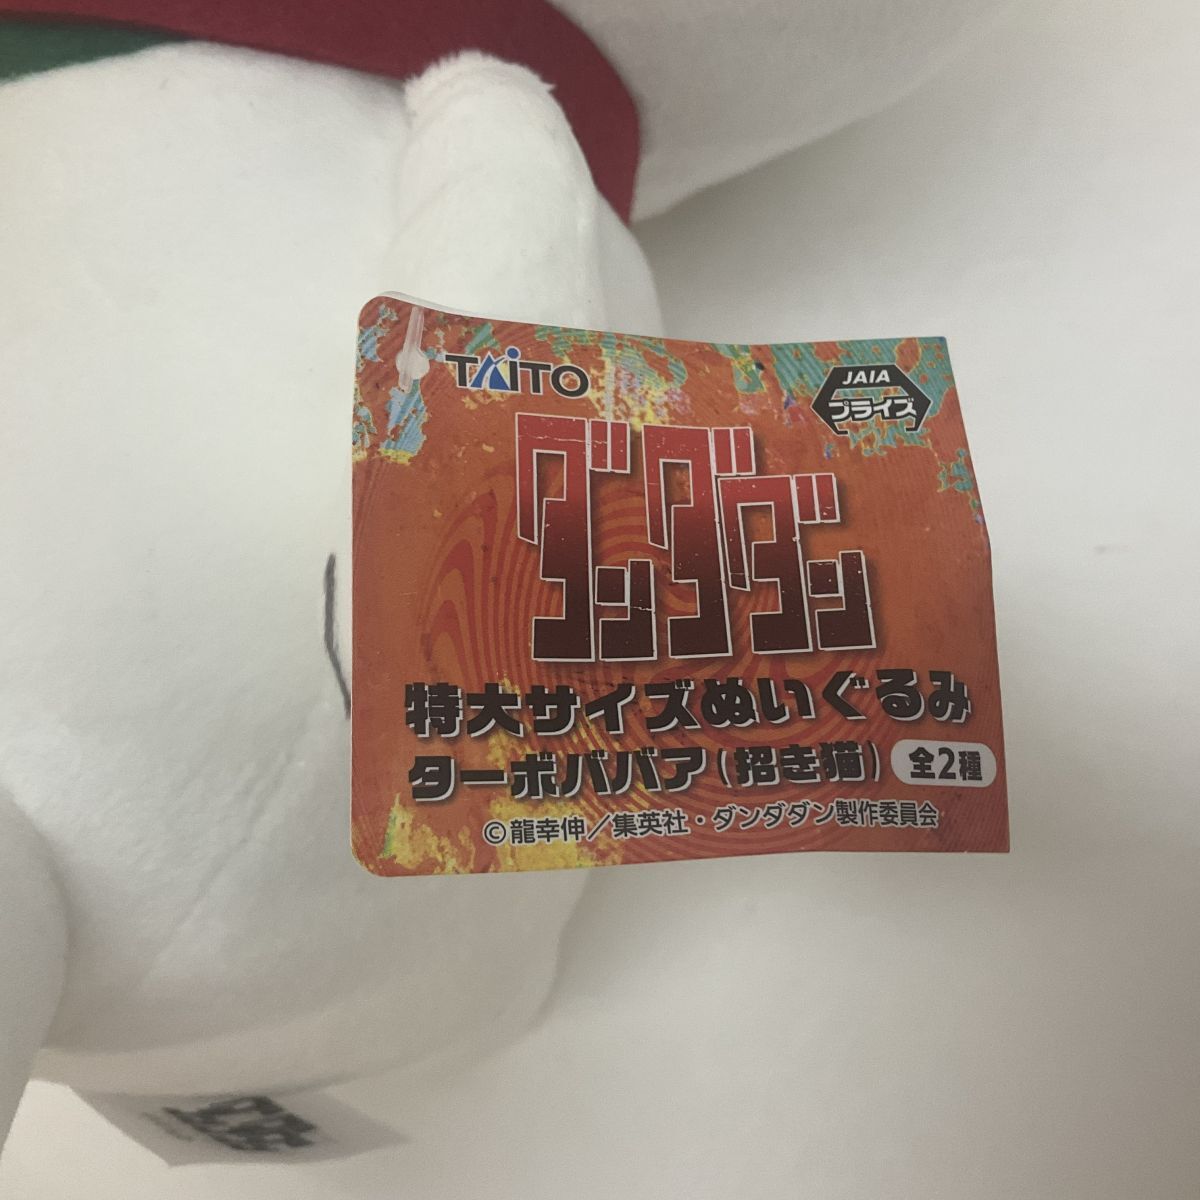 TAITO
JAIA
プライズ
ダンダダン
特大サイズぬいぐるみ
ターボババア(招き猫) 全2種
©龍幸伸/集英社・ダンダダン製作委員会